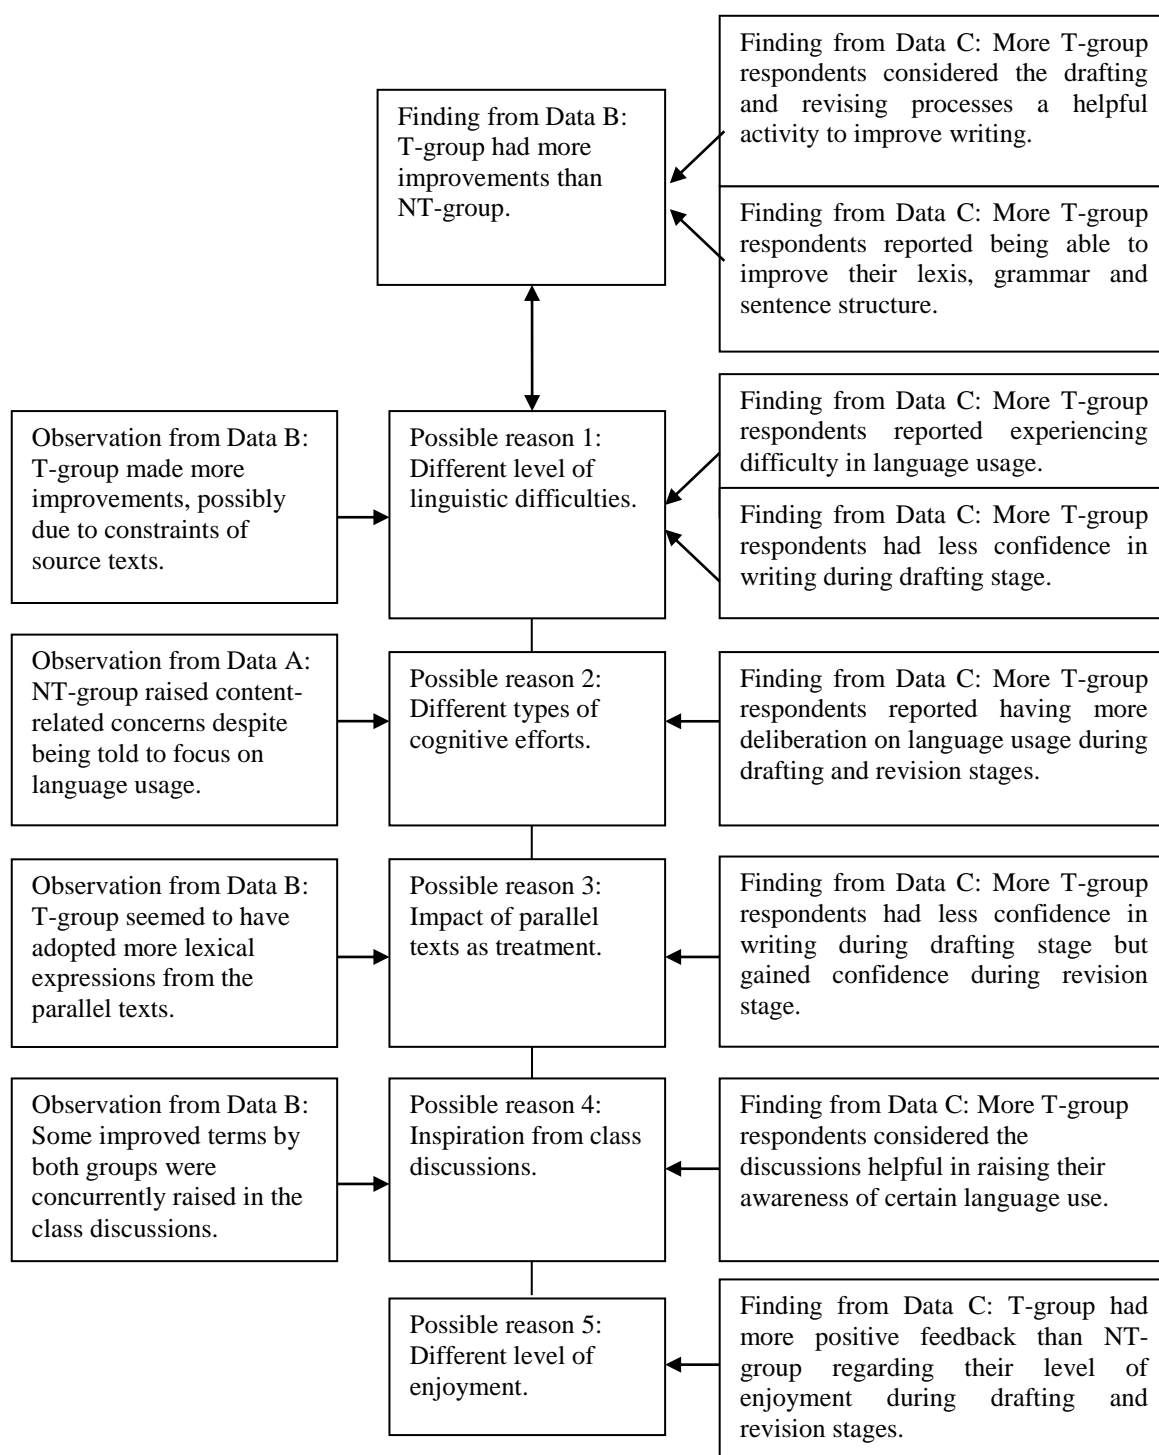 Finding from Data C: More T-group
respondents considered the drafting
and revising processes a helpful
activity to improve writing.
Finding from Data B:
T-group had more
improvements than
NT-group.
Finding from Data C: More T-group
respondents reported being able to
improve their lexis, grammar and
sentence structure.
Observation from Data B:
T-group made more
improvements, possibly
due to constraints of
source texts.
Possible reason 1:
Different level of
linguistic difficulties.
Finding from Data C: More T-group
respondents reported experiencing
difficulty in language usage.
Finding from Data C: More T-group
respondents had less confidence in
writing during drafting stage.
Observation from Data A:
NT-group raised content-
related concerns despite
being told to focus on
language usage.
Possible reason 2:
Different types of
cognitive efforts.
Finding from Data C: More T-group
respondents reported having more
deliberation on language usage during
drafting and revision stages.
Observation from Data B:
T-group seemed to have
adopted more lexical
expressions from the
parallel texts.
Possible reason 3:
Impact of parallel
texts as treatment.
Finding from Data C: More T-group
respondents had less confidence in
writing during drafting stage but
gained confidence during revision
stage.
Observation from Data B:
Some improved terms by
both groups were
concurrently raised in the
class discussions.
Possible reason 4:
Inspiration from class
discussions.
Finding from Data C: More T-group
respondents considered the
discussions helpful in raising their
awareness of certain language use.
Possible reason 5:
Different level of
enjoyment.
Finding from Data C: T-group had
more positive feedback than NT-
group regarding their level of
enjoyment during drafting and
revision stages.